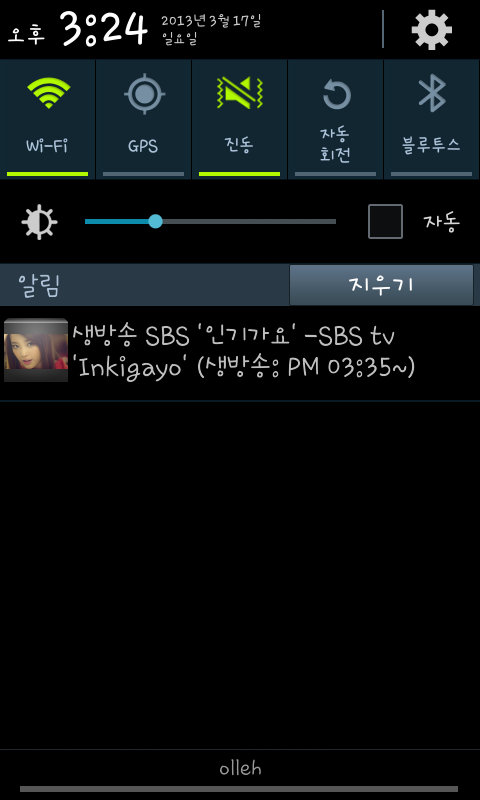 오후 3:24 2013년 3월 17일
일요일
Wi-Fi GPS 진동 자동 회전 블루투스
자동
알림 지우기
생방송 SBS '인기가요' -SBS tv
'Inkigayo' (생방송: PM 03:35~)
olleh